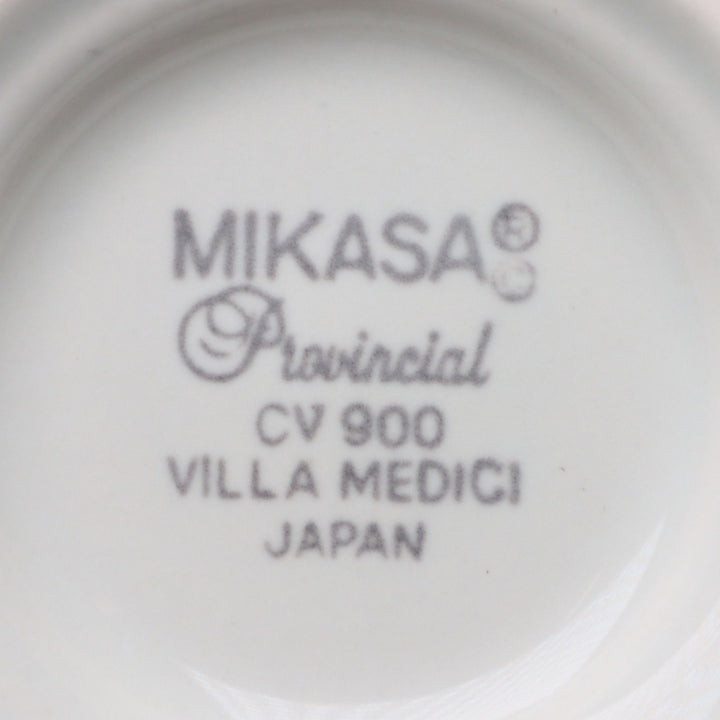 MIKASA®©
Provincial
CV 900
VILLA MEDICI
JAPAN